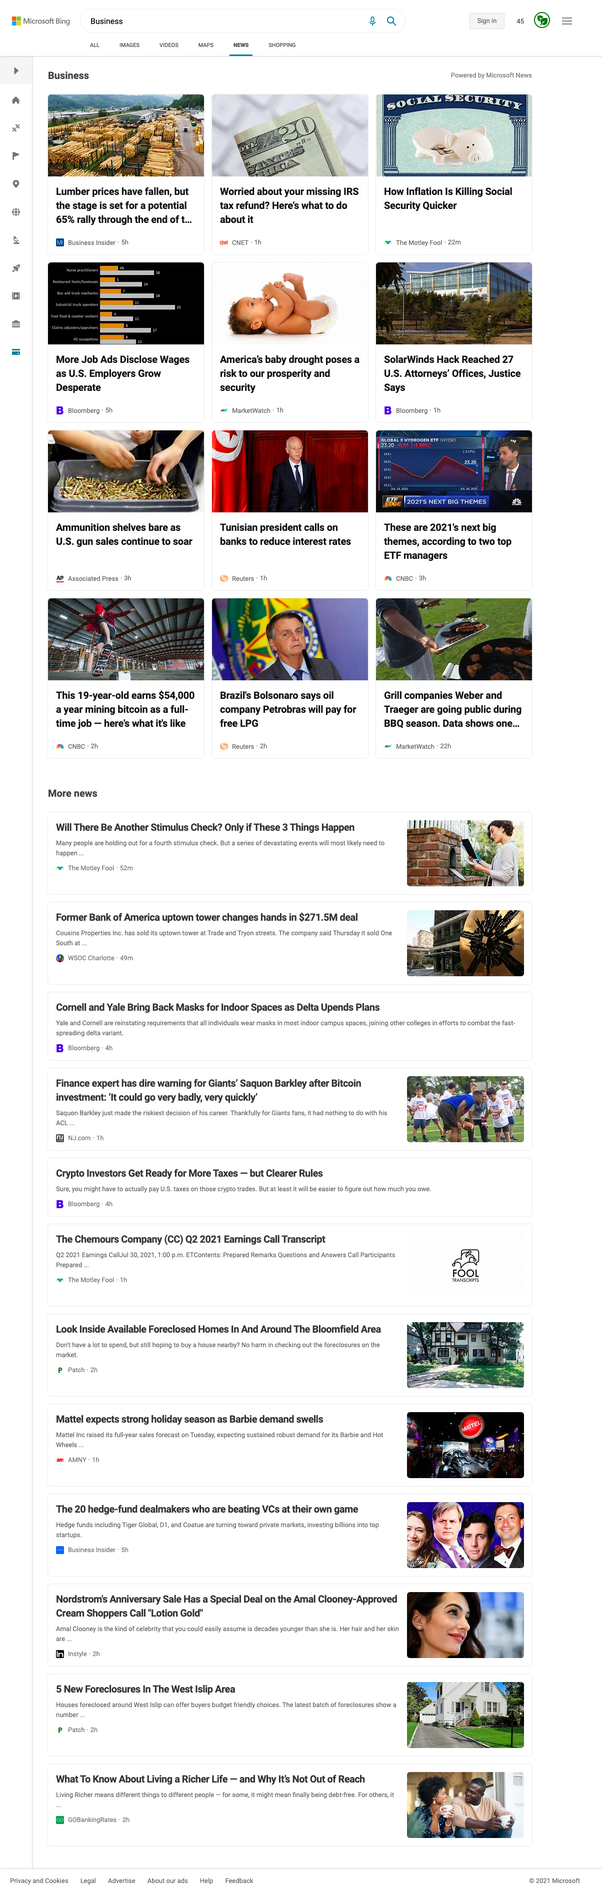 Microsoft Bing
Business
Sign in
45
ALL
IMAGES
VIDEOS
MAPS
NEWS
SHOPPING
Business
Powered by Microsoft News
Lumber prices have fallen, but
the stage is set for a potential
65% rally through the end of t...
Business Insider · 5h
Worried about your missing IRS
tax refund? Here's what to do
about it
CNET · 1h
SOCIAL SECURITY
How Inflation Is Killing Social
Security Quicker
The Motley Fool · 22m
Nurse practitioners
Restaurant hosts/hostesses
Bus and truck mechanics
Industrial truck operators
Fast food & counter workers
Claims adjusters/appraisers
All occupations
More Job Ads Disclose Wages
as U.S. Employers Grow
Desperate
Bloomberg · 5h
America's baby drought poses a
risk to our prosperity and
security
MarketWatch · 1h
SolarWinds Hack Reached 27
U.S. Attorneys' Offices, Justice
Says
Bloomberg · 1h
Ammunition shelves bare as
U.S. gun sales continue to soar
AP
Associated Press · 3h
Tunisian president calls on
banks to reduce interest rates
Reuters · 1h
GLOBAL X HYDROGEN ETF (HYDR)
23.20
23.20
ETF
EDGE
2021'S NEXT BIG THEMES
These are 2021's next big
themes, according to two top
ETF managers
CNBC · 3h
This 19-year-old earns $54,000
a year mining bitcoin as a full-
time job — here's what it's like
CNBC · 2h
Brazil's Bolsonaro says oil
company Petrobras will pay for
free LPG
Reuters · 2h
Grill companies Weber and
Traeger are going public during
BBQ season. Data shows one...
MarketWatch · 22h
More news
Will There Be Another Stimulus Check? Only if These 3 Things Happen
Many people are holding out for a fourth stimulus check. But a series of devastating events will most likely need to
happen ...
The Motley Fool · 52m
Former Bank of America uptown tower changes hands in $271.5M deal
Cousins Properties Inc. has sold its uptown tower at Trade and Tryon streets. The company said Thursday it sold One
South at ...
WSOC Charlotte · 49m
Cornell and Yale Bring Back Masks for Indoor Spaces as Delta Upends Plans
Yale and Cornell are reinstating requirements that all individuals wear masks in most indoor campus spaces, joining other colleges in efforts to combat the fast-
spreading delta variant.
Bloomberg · 4h
Finance expert has dire warning for Giants' Saquon Barkley after Bitcoin
investment: 'It could go very badly, very quickly'
Saquon Barkley just made the riskiest decision of his career. Thankfully for Giants fans, it had nothing to do with his
ACL ...
NJ.com · 1h
Crypto Investors Get Ready for More Taxes — but Clearer Rules
Sure, you might have to actually pay U.S. taxes on those crypto trades. But at least it will be easier to figure out how much you owe.
Bloomberg · 4h
The Chemours Company (CC) Q2 2021 Earnings Call Transcript
Q2 2021 Earnings CallJul 30, 2021, 1:00 p.m. ETContents: Prepared Remarks Questions and Answers Call Participants
Prepared ...
The Motley Fool · 1h
FOOL
TRANSCRIPTS
Look Inside Available Foreclosed Homes In And Around The Bloomfield Area
Don't have a lot to spend, but still hoping to buy a house nearby? No harm in checking out the foreclosures on the
market.
Patch · 2h
Mattel expects strong holiday season as Barbie demand swells
Mattel Inc raised its full-year sales forecast on Tuesday, expecting sustained robust demand for its Barbie and Hot
Wheels ...
AMNY · 1h
MATTEL
The 20 hedge-fund dealmakers who are beating VCs at their own game
Hedge funds including Tiger Global, D1, and Coatue are turning toward private markets, investing billions into top
startups.
Business Insider · 5h
Nordstrom's Anniversary Sale Has a Special Deal on the Amal Clooney-Approved
Cream Shoppers Call "Lotion Gold"
Amal Clooney is the kind of celebrity that you could easily assume is decades younger than she is. Her hair and her skin
are ...
Instyle · 2h
5 New Foreclosures In The West Islip Area
Houses foreclosed around West Islip can offer buyers budget friendly choices. The latest batch of foreclosures show a
number ...
Patch · 2h
What To Know About Living a Richer Life — and Why It's Not Out of Reach
Living Richer means different things to different people — for some, it might mean finally being debt-free. For others, it
...
GOBankingRates · 2h
Privacy and Cookies
Legal
Advertise
About our ads
Help
Feedback
© 2021 Microsoft